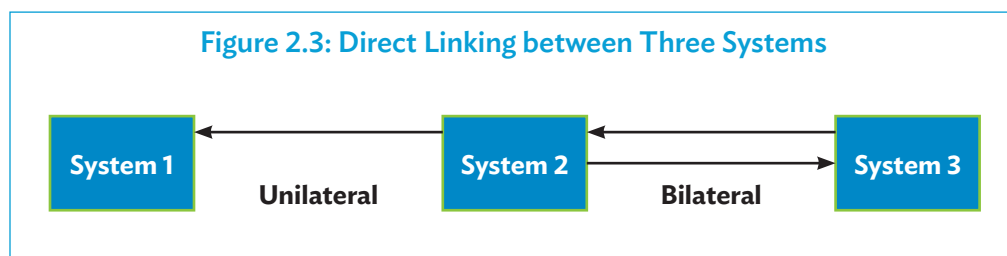 Figure 2.3: Direct Linking between Three Systems
System 1
System 2
System 3
Unilateral
Bilateral